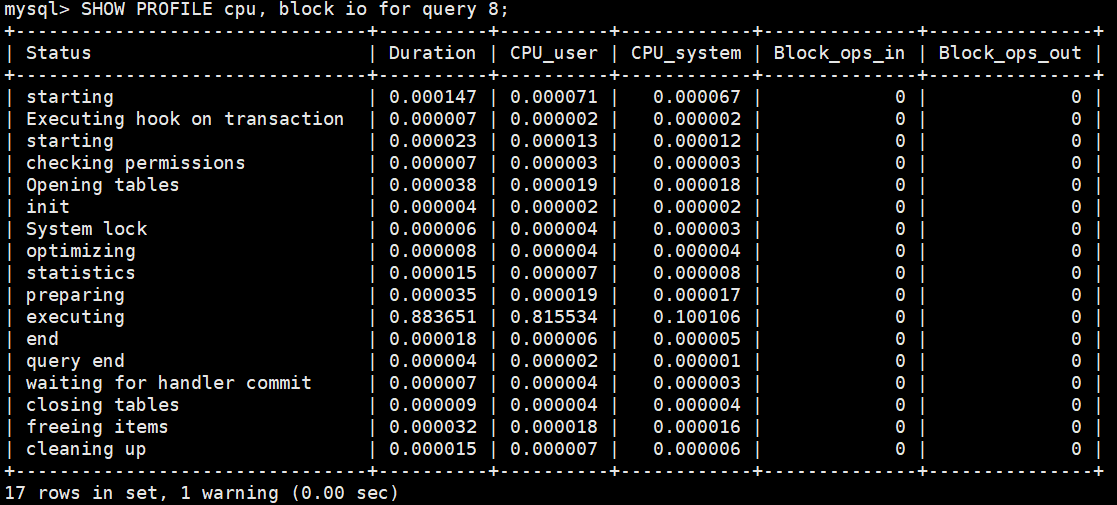 mysql> SHOW PROFILE cpu, block io for query 8;
+--------------------------------+----------+----------+------------+--------------+---------------+
| Status                         | Duration | CPU_user | CPU_system | Block_ops_in | Block_ops_out |
+--------------------------------+----------+----------+------------+--------------+---------------+
| starting                       | 0.000147 | 0.000071 |   0.000067 |            0 |             0 |
| Executing hook on transaction  | 0.000007 | 0.000002 |   0.000002 |            0 |             0 |
| starting                       | 0.000023 | 0.000013 |   0.000012 |            0 |             0 |
| checking permissions           | 0.000007 | 0.000003 |   0.000003 |            0 |             0 |
| Opening tables                 | 0.000038 | 0.000019 |   0.000018 |            0 |             0 |
| init                           | 0.000004 | 0.000002 |   0.000002 |            0 |             0 |
| System lock                    | 0.000006 | 0.000004 |   0.000003 |            0 |             0 |
| optimizing                     | 0.000008 | 0.000004 |   0.000004 |            0 |             0 |
| statistics                     | 0.000015 | 0.000007 |   0.000008 |            0 |             0 |
| preparing                      | 0.000035 | 0.000019 |   0.000017 |            0 |             0 |
| executing                      | 0.883651 | 0.815534 |   0.100106 |            0 |             0 |
| end                            | 0.000018 | 0.000006 |   0.000005 |            0 |             0 |
| query end                      | 0.000004 | 0.000002 |   0.000001 |            0 |             0 |
| waiting for handler commit     | 0.000007 | 0.000004 |   0.000003 |            0 |             0 |
| closing tables                 | 0.000009 | 0.000004 |   0.000004 |            0 |             0 |
| freeing items                  | 0.000032 | 0.000018 |   0.000016 |            0 |             0 |
| cleaning up                    | 0.000015 | 0.000007 |   0.000006 |            0 |             0 |
+--------------------------------+----------+----------+------------+--------------+---------------+
17 rows in set, 1 warning (0.00 sec)